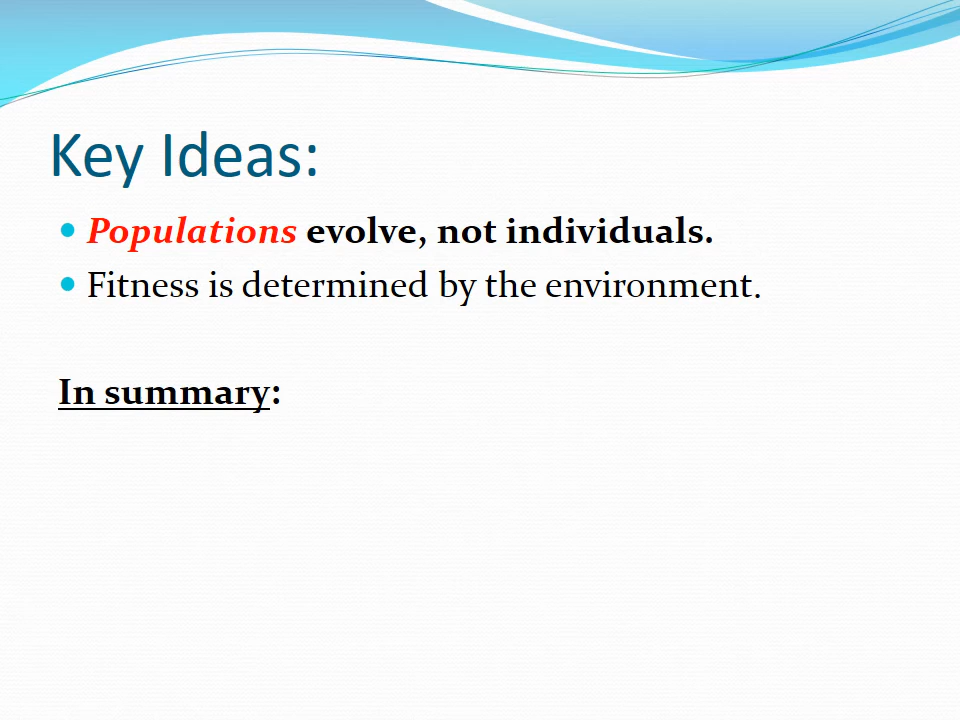 Key Ideas:
Populations evolve, not individuals.
Fitness is determined by the environment.
In summary: